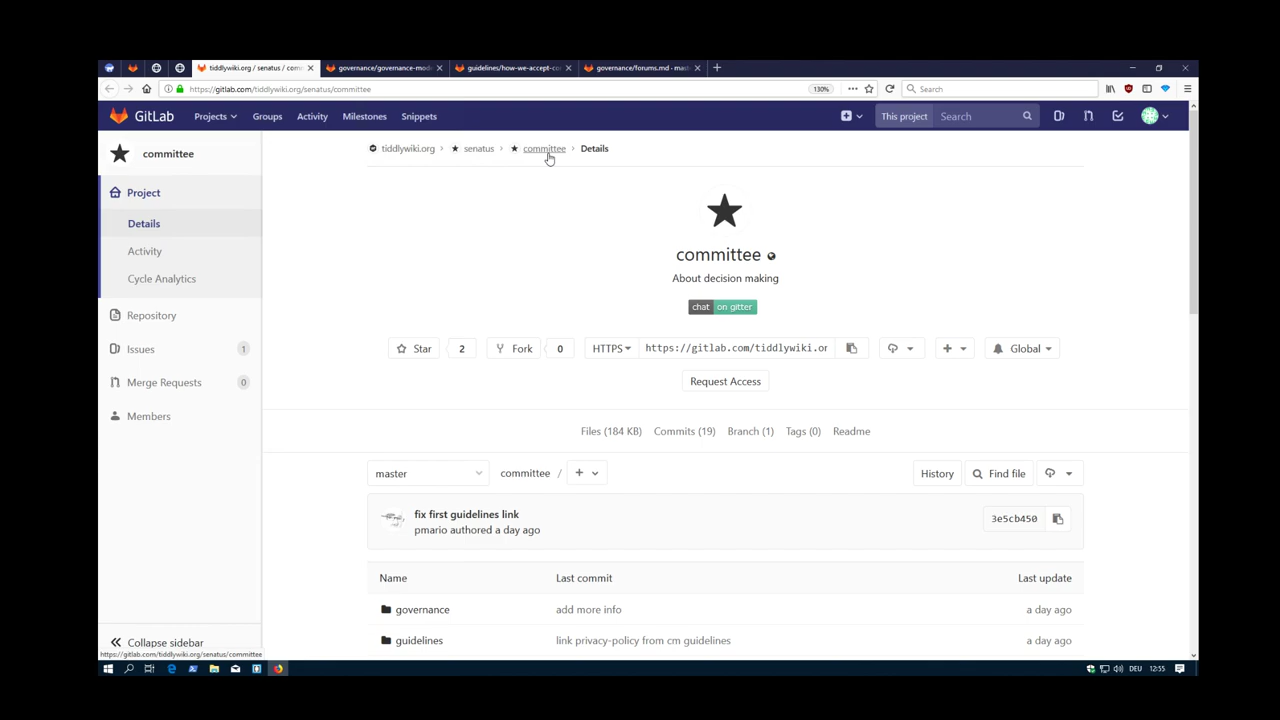 tiddlywiki.org / senatus / comm
governance/governance-mod
guidelines/how-we-accept-co
governance/forums.md - mast
https://gitlab.com/tiddlywiki.org/senatus/committee
130%
Search
GitLab
Projects
Groups
Activity
Milestones
Snippets
This project
Search
committee
tiddlywiki.org › senatus › committee › Details
Project
Details
Activity
Cycle Analytics
Repository
Issues 1
Merge Requests 0
Members
Collapse sidebar
committee
About decision making
chat on gitter
Star 2
Fork 0
HTTPS
https://gitlab.com/tiddlywiki.or
Global
Request Access
Files (184 KB)
Commits (19)
Branch (1)
Tags (0)
Readme
master
committee /
History
Find file
fix first guidelines link
pmario authored a day ago
3e5cb450
Name Last commit Last update
governance add more info a day ago
guidelines link privacy-policy from cm guidelines a day ago
https://gitlab.com/tiddlywiki.org/senatus/committee
DEU
12:55